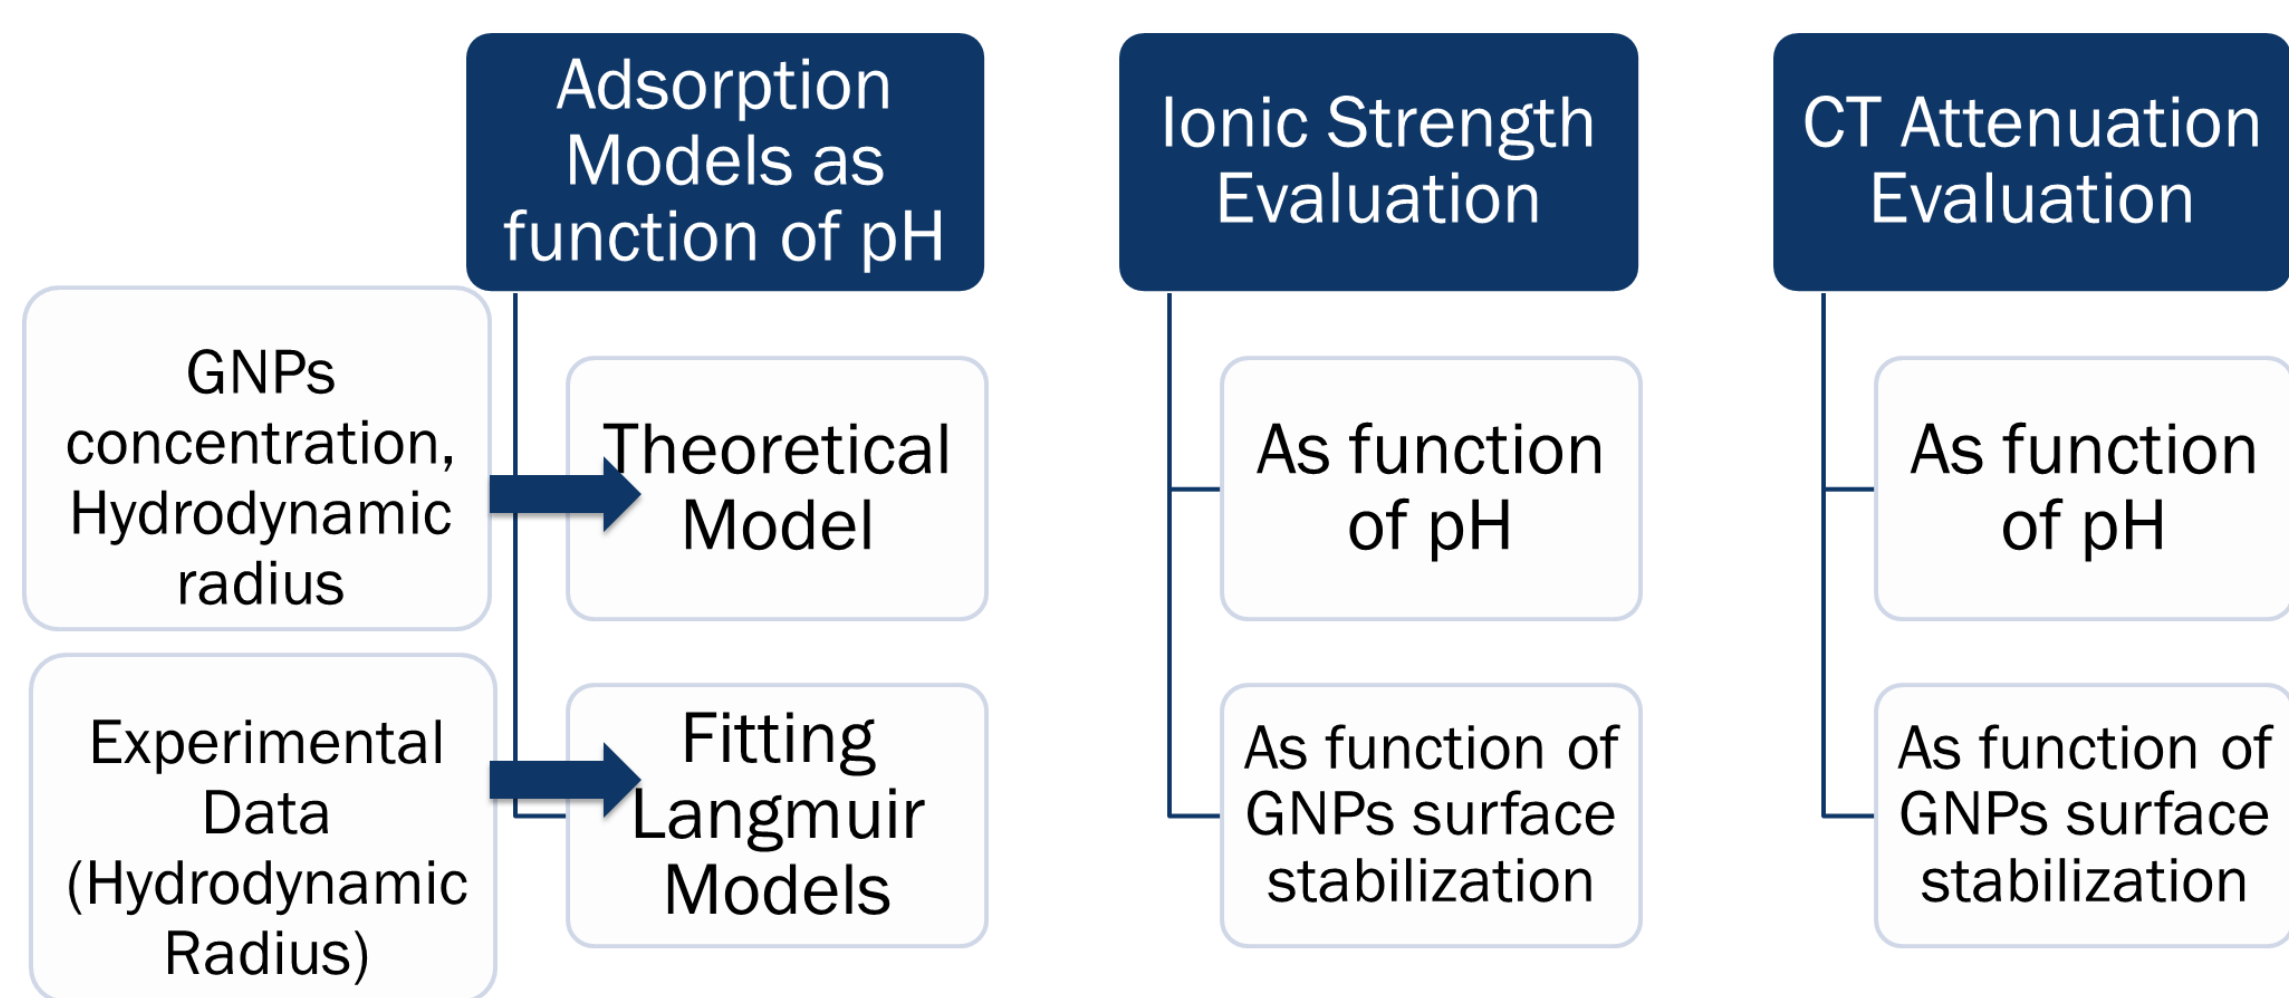 Adsorption
Models as
function of pH
GNPs
concentration,
Hydrodynamic
radius
Theoretical
Model
Experimental
Data
(Hydrodynamic
Radius)
Fitting
Langmuir
Models
Ionic Strength
Evaluation
As function
of pH
As function of
GNPs surface
stabilization
CT Attenuation
Evaluation
As function
of pH
As function of
GNPs surface
stabilization